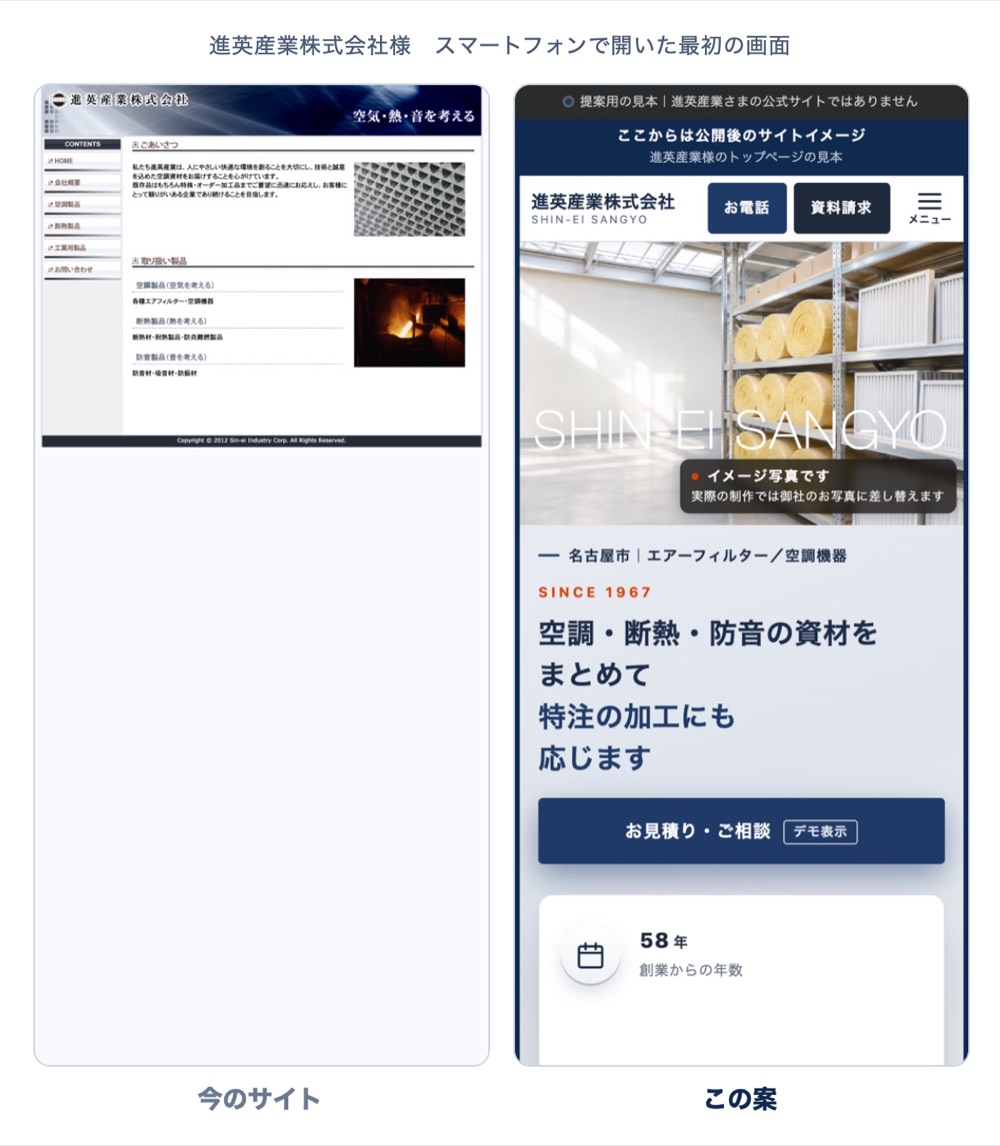 進英産業株式会社様 スマートフォンで開いた最初の画面
進英産業株式会社
空気・熱・音を考える
CONTENTS
HOME
会社概要
空調製品
断熱製品
工業用製品
お問い合わせ
ごあいさつ
私たち進英産業は、人にやさしい快適な環境を創ることを大切にし、技術と誠意
を込めた空調資材をお届けすることを心がけています。
既存品はもちろん特殊・オーダー加工品までご要望に迅速にお応えし、お客様に
とって頼りがいある企業であり続けることを目指します。
取り扱い製品
空調製品(空気を考える)
各種エアフィルター・空調機器
断熱製品(熱を考える)
断熱材・耐熱製品・防炎難燃製品
防音製品(音を考える)
防音材・吸音材・防振材
Copyright © 2012 Sin-ei Industry Corp. All Rights Reserved.
今のサイト
提案用の見本|進英産業さまの公式サイトではありません
ここからは公開後のサイトイメージ
進英産業様のトップページの見本
進英産業株式会社
SHIN-EI SANGYO
お電話
資料請求
メニュー
SHIN-EI SANGYO
イメージ写真です
実際の制作では御社のお写真に差し替えます
名古屋市|エアーフィルター/空調機器
SINCE 1967
空調・断熱・防音の資材を
まとめて
特注の加工にも
応じます
お見積り・ご相談 デモ表示
58 年
創業からの年数
この案